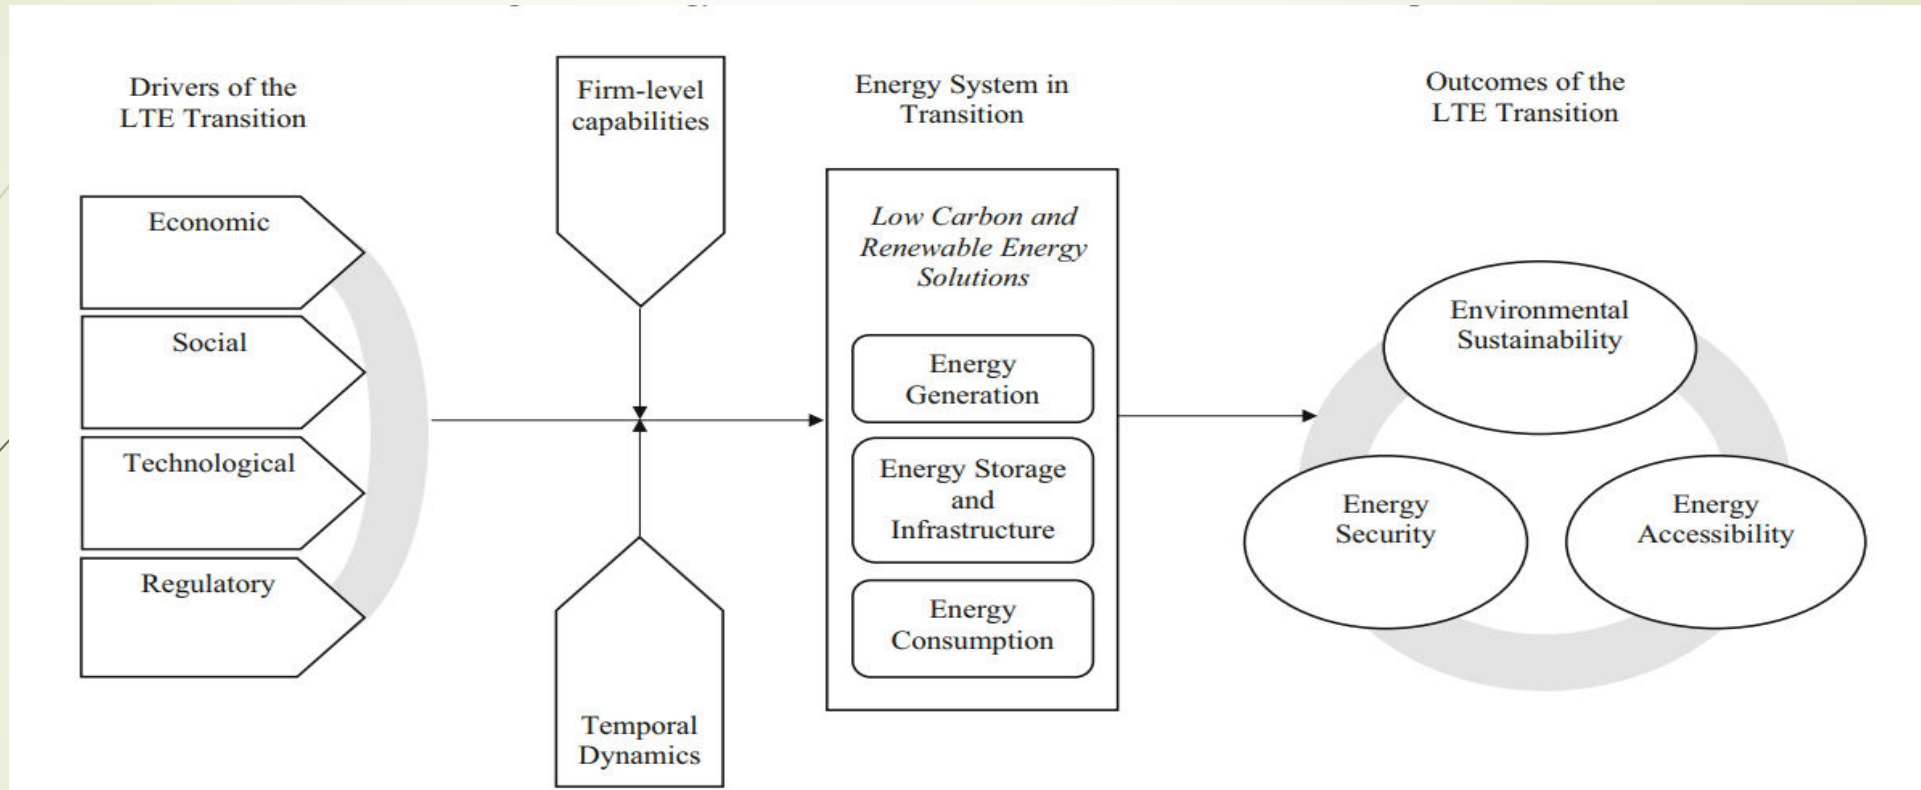 Drivers of the
LTE Transition
Economic
Social
Technological
Regulatory
Firm-level
capabilities
Temporal
Dynamics
Energy System in
Transition
Low Carbon and
Renewable Energy
Solutions
Energy
Generation
Energy Storage
and
Infrastructure
Energy
Consumption
Outcomes of the
LTE Transition
Environmental
Sustainability
Energy
Security
Energy
Accessibility